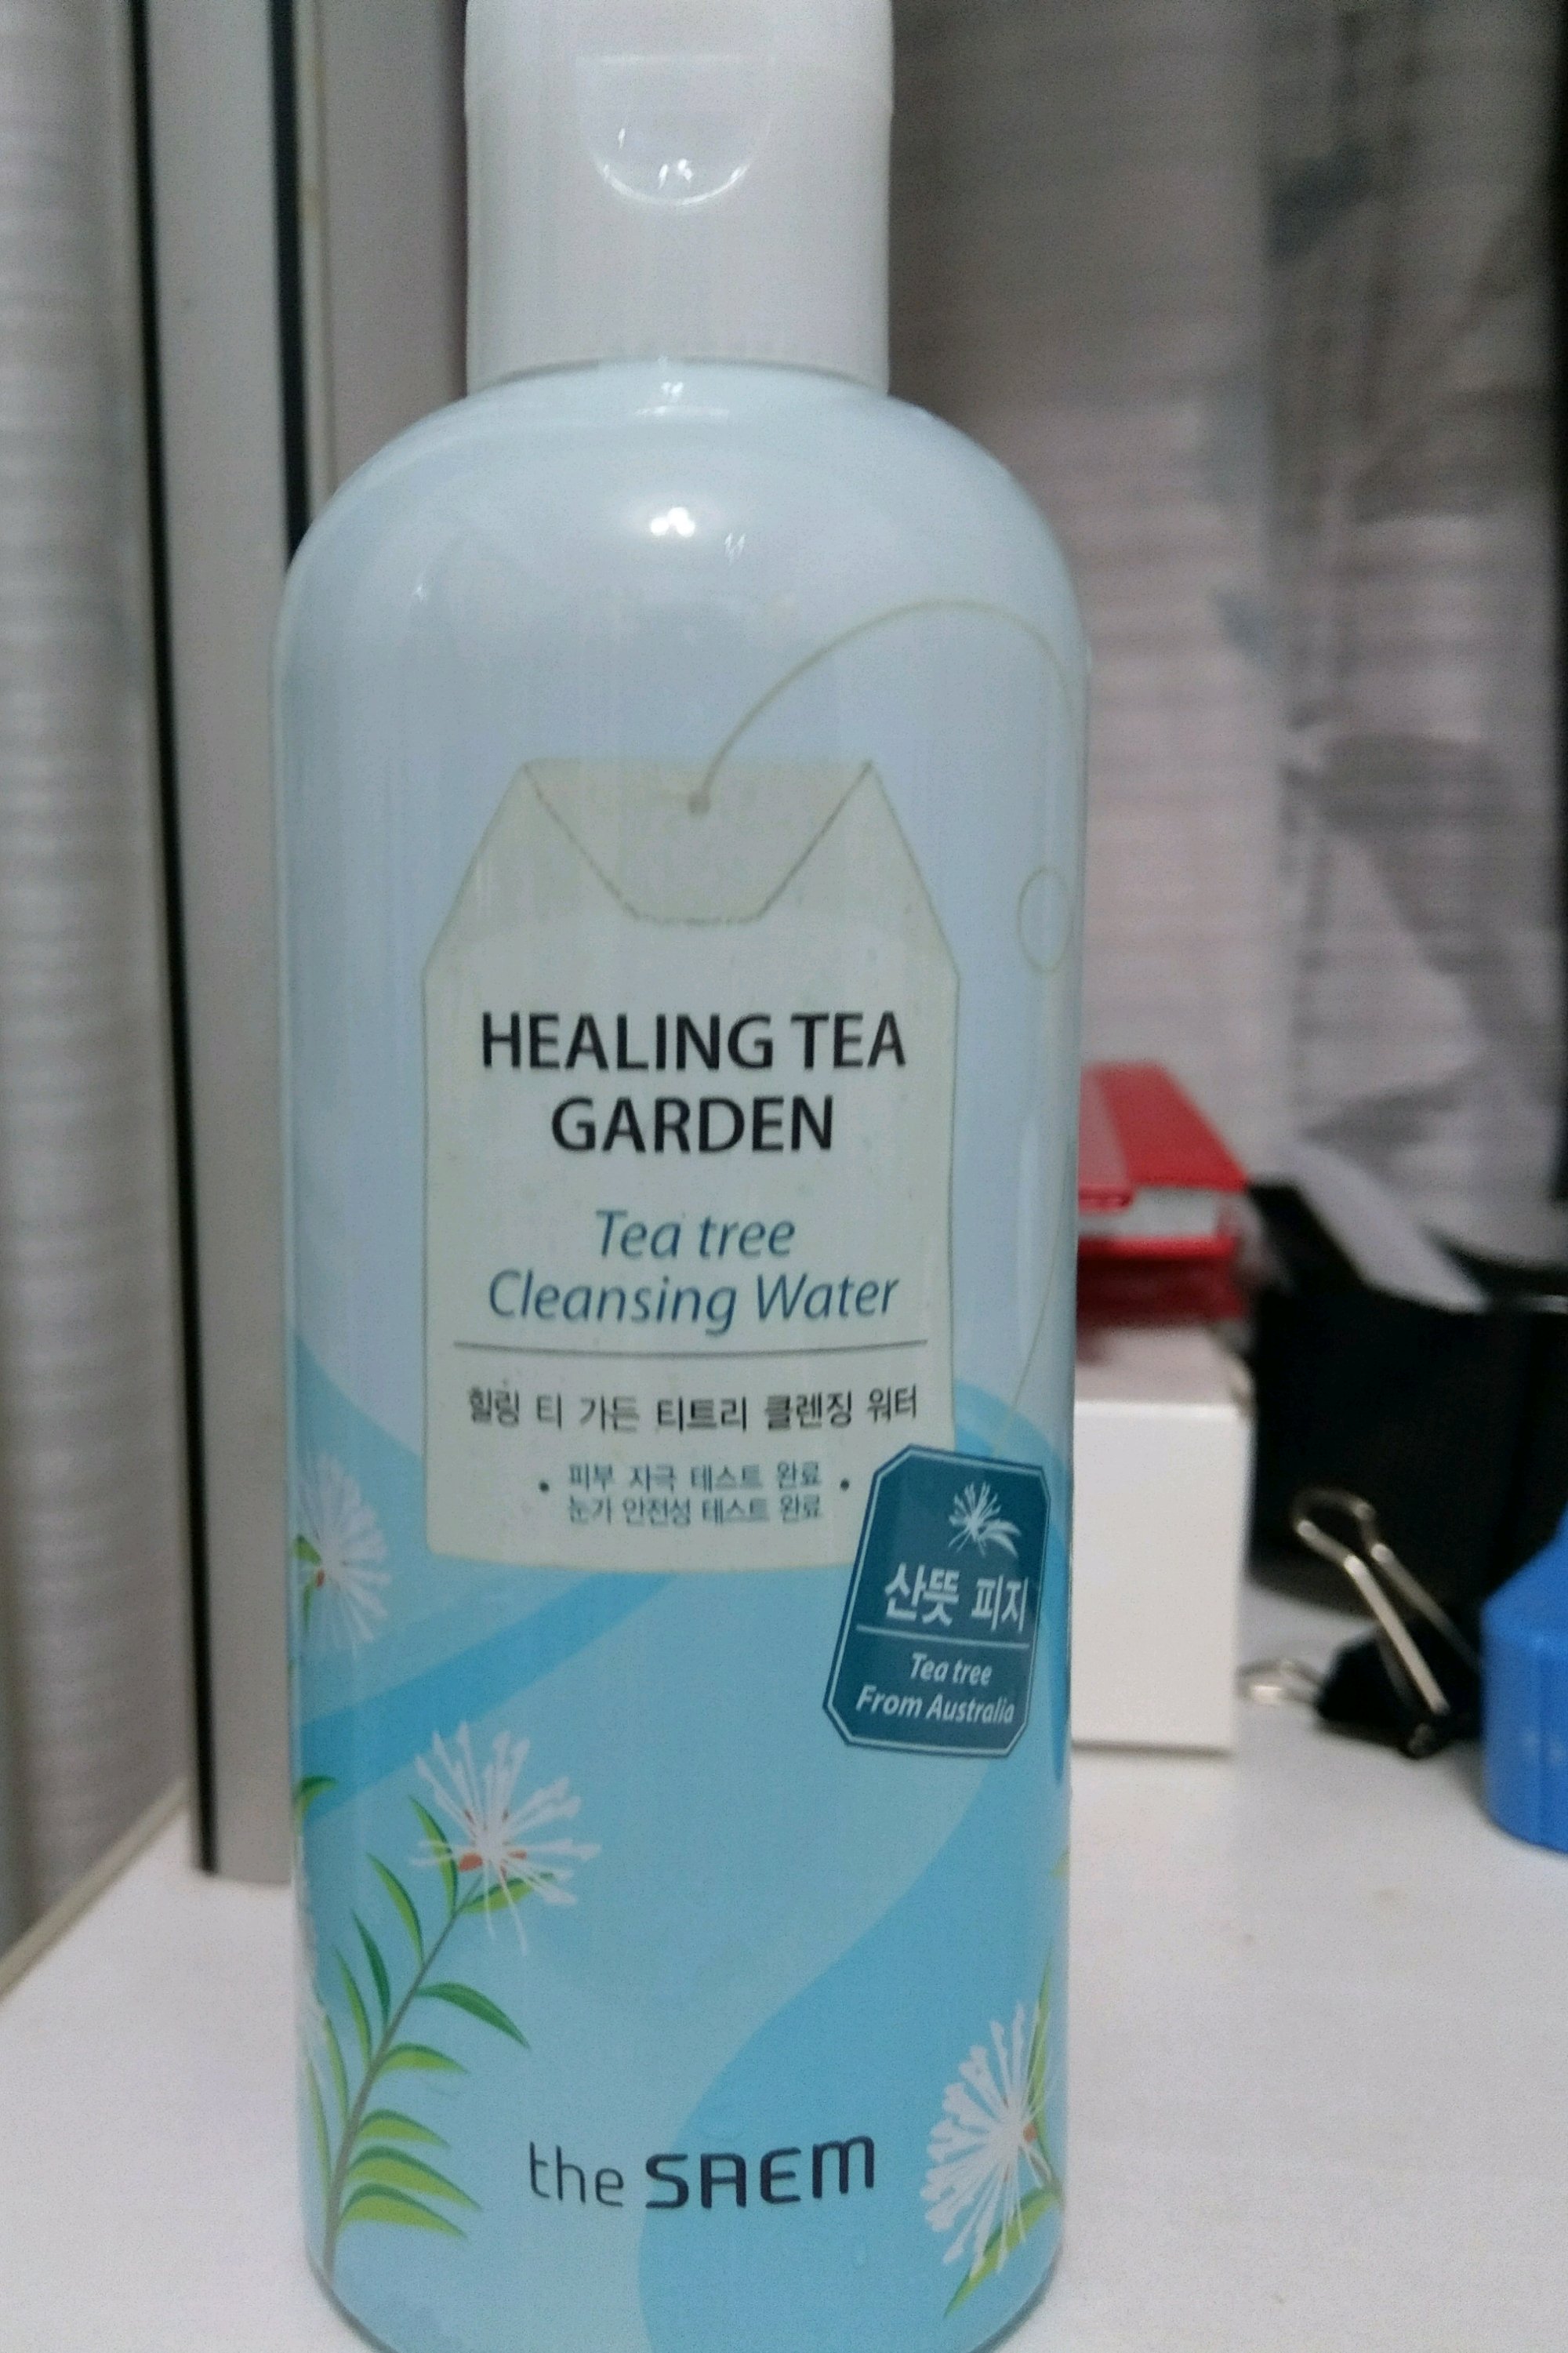 HEALING TEA
GARDEN
Tea tree
Cleansing Water
힐링 티 가든 티트리 클렌징 워터
• 피부 자극 테스트 완료 •
눈가 안전성 테스트 완료
산뜻 피지
Tea tree
From Australia
the SAEM